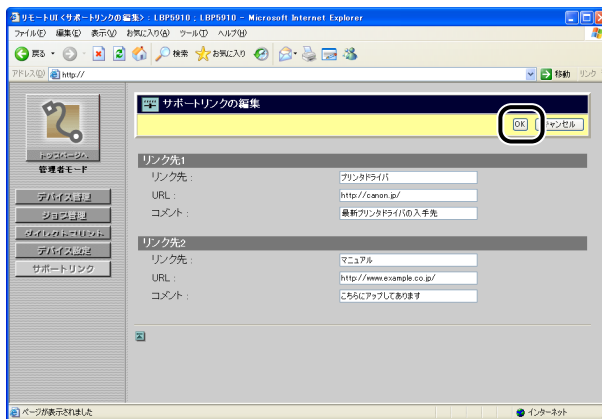 リモートUI <サポートリンクの編集> : LBP5910 ; LBP5910 - Microsoft Internet Explorer
ファイル(F) 編集(E) 表示(V) お気に入り(A) ツール(T) ヘルプ(H)
戻る 検索 お気に入り
アドレス(D) http:// 移動 リンク
サポートリンクの編集
OK キャンセル
トップページへ
管理者モード
デバイス管理
ジョブ管理
ダイレクトプリント
デバイス設定
サポートリンク
リンク先1
リンク先 : プリンタドライバ
URL : http://canon.jp/
コメント : 最新プリンタドライバの入手先
リンク先2
リンク先 : マニュアル
URL : http://www.example.co.jp/
コメント : こちらにアップしてあります
ページが表示されました インターネット